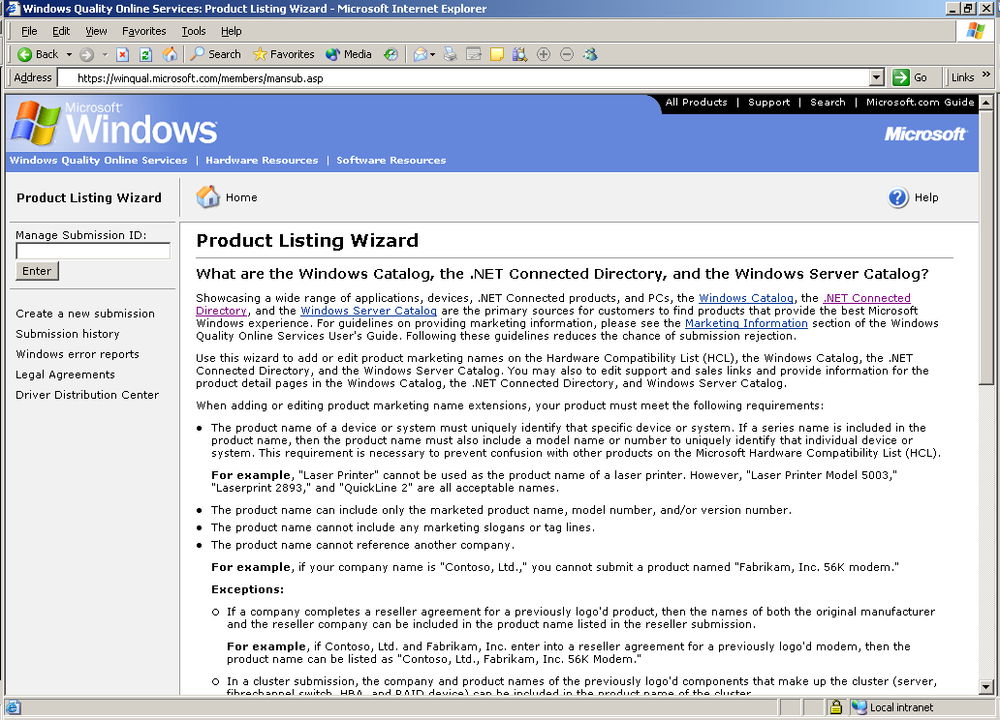 Windows Quality Online Services: Product Listing Wizard - Microsoft Internet Explorer
File Edit View Favorites Tools Help
Back Search Favorites Media
Address https://winqual.microsoft.com/members/mansub.asp Go Links »
All Products | Support | Search | Microsoft.com Guide
Microsoft
Windows
Microsoft
Windows Quality Online Services | Hardware Resources | Software Resources
Product Listing Wizard
Home
Help
Manage Submission ID:
Enter
Create a new submission
Submission history
Windows error reports
Legal Agreements
Driver Distribution Center
Product Listing Wizard
What are the Windows Catalog, the .NET Connected Directory, and the Windows Server Catalog?
Showcasing a wide range of applications, devices, .NET Connected products, and PCs, the Windows Catalog, the .NET Connected
Directory, and the Windows Server Catalog are the primary sources for customers to find products that provide the best Microsoft
Windows experience. For guidelines on providing marketing information, please see the Marketing Information section of the Windows
Quality Online Services User's Guide. Following these guidelines reduces the chance of submission rejection.
Use this wizard to add or edit product marketing names on the Hardware Compatibility List (HCL), the Windows Catalog, the .NET
Connected Directory, and the Windows Server Catalog. You may also to edit support and sales links and provide information for the
product detail pages in the Windows Catalog, the .NET Connected Directory, and Windows Server Catalog.
When adding or editing product marketing name extensions, your product must meet the following requirements:
• The product name of a device or system must uniquely identify that specific device or system. If a series name is included in the
product name, then the product name must also include a model name or number to uniquely identify that individual device or
system. This requirement is necessary to prevent confusion with other products on the Microsoft Hardware Compatibility List (HCL).
For example, "Laser Printer" cannot be used as the product name of a laser printer. However, "Laser Printer Model 5003,"
"Laserprint 2893," and "QuickLine 2" are all acceptable names.
• The product name can include only the marketed product name, model number, and/or version number.
• The product name cannot include any marketing slogans or tag lines.
• The product name cannot reference another company.
For example, if your company name is "Contoso, Ltd.," you cannot submit a product named "Fabrikam, Inc. 56K modem."
Exceptions:
○ If a company completes a reseller agreement for a previously logo'd product, then the names of both the original manufacturer
and the reseller company can be included in the product name listed in the reseller submission.
For example, if Contoso, Ltd. and Fabrikam, Inc. enter into a reseller agreement for a previously logo'd modem, then the
product name can be listed as "Contoso, Ltd., Fabrikam, Inc. 56K Modem."
○ In a cluster submission, the company and product names of the previously logo'd components that make up the cluster (server,
fibrechannel switch, HBA, and RAID device) can be included in the product name of the cluster.
Local intranet